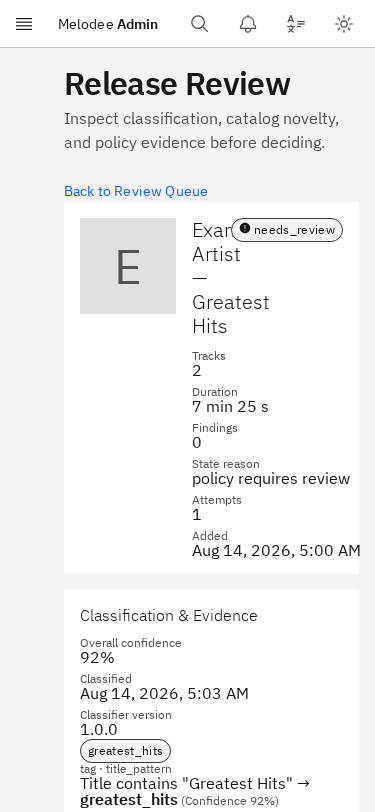 Melodee Admin
Release Review
Inspect classification, catalog novelty,
and policy evidence before deciding.
Back to Review Queue
E
needs_review
Artist
—
Greatest
Hits
Tracks
2
Duration
7 min 25 s
Findings
0
State reason
policy requires review
Attempts
1
Added
Aug 14, 2026, 5:00 AM
Classification & Evidence
Overall confidence
92%
Classified
Aug 14, 2026, 5:03 AM
Classifier version
1.0.0
greatest_hits
tag · title_pattern
Title contains "Greatest Hits" →
greatest_hits (Confidence 92%)